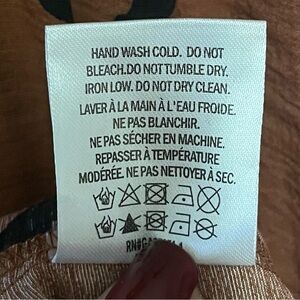 HAND WASH COLD. DO NOT
BLEACH.DO NOT TUMBLE DRY.
IRON LOW. DO NOT DRY CLEAN.
LAVER À LA MAIN À L'EAU FROIDE.
NE PAS BLANCHIR.
NE PAS SÉCHER EN MACHINE.
REPASSER À TEMPÉRATURE
MODÉRÉE. NE PAS NETTOYER À SEC.